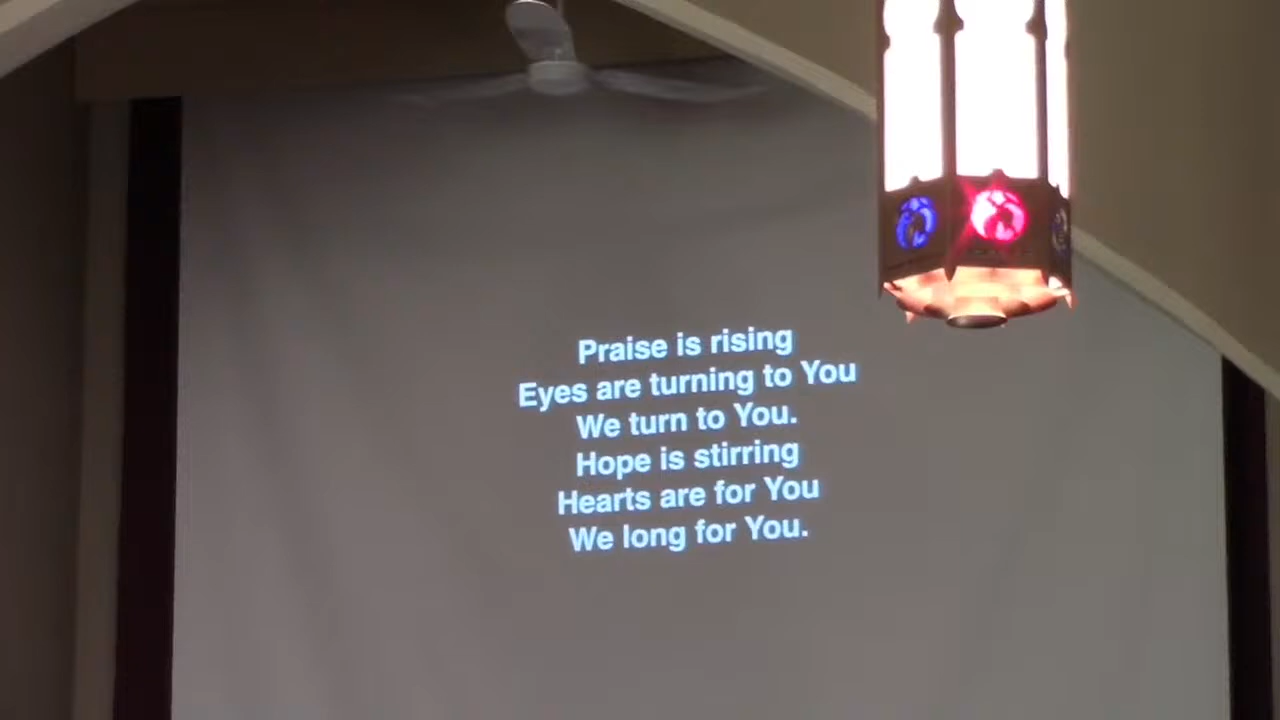 Praise is rising
Eyes are turning to You
We turn to You.
Hope is stirring
Hearts are for You
We long for You.